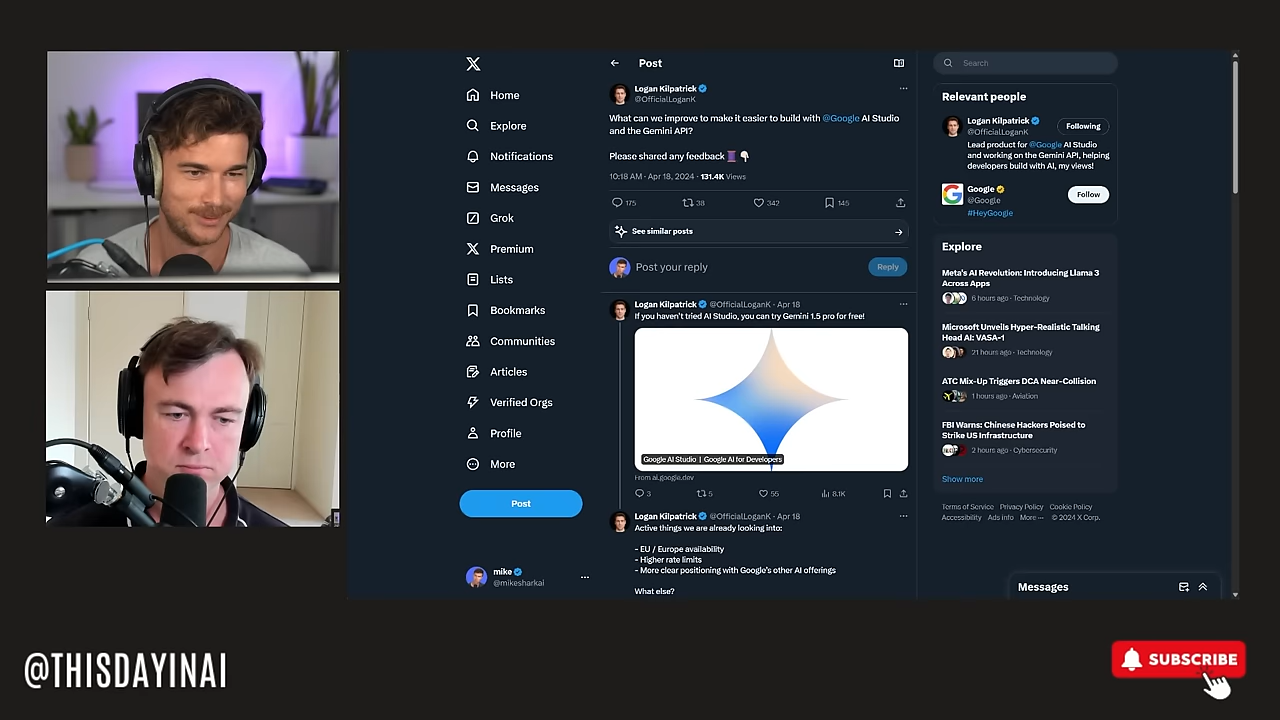 Home
Explore
Notifications
Messages
Grok
Premium
Lists
Bookmarks
Communities
Articles
Verified Orgs
Profile
More
Post
mike
@mikesharkai
Post
Logan Kilpatrick
@OfficialLoganK
What can we improve to make it easier to build with @Google AI Studio
and the Gemini API?
Please shared any feedback
10:18 AM · Apr 18, 2024 · 131.4K Views
175 38 342 145
See similar posts
Post your reply
Reply
Logan Kilpatrick @OfficialLoganK · Apr 18
If you haven't tried AI Studio, you can try Gemini 1.5 pro for free!
Google AI Studio | Google AI for Developers
From ai.google.dev
3 5 55 8.1K
Logan Kilpatrick @OfficialLoganK · Apr 18
Active things we are already looking into:
- EU / Europe availability
- Higher rate limits
- More clear positioning with Google's other AI offerings
What else?
Search
Relevant people
Logan Kilpatrick
@OfficialLoganK
Following
Lead product for @Google AI Studio
and working on the Gemini API, helping
developers build with AI, my views!
Google
@Google
Follow
#HeyGoogle
Explore
Meta's AI Revolution: Introducing Llama 3
Across Apps
6 hours ago · Technology
Microsoft Unveils Hyper-Realistic Talking
Head AI: VASA-1
21 hours ago · Technology
ATC Mix-Up Triggers DCA Near-Collision
1 hours ago · Aviation
FBI Warns: Chinese Hackers Poised to
Strike US Infrastructure
2 hours ago · Cybersecurity
Show more
Terms of Service Privacy Policy Cookie Policy
Accessibility Ads info More ··· © 2024 X Corp.
Messages
@THISDAYINAI
SUBSCRIBE